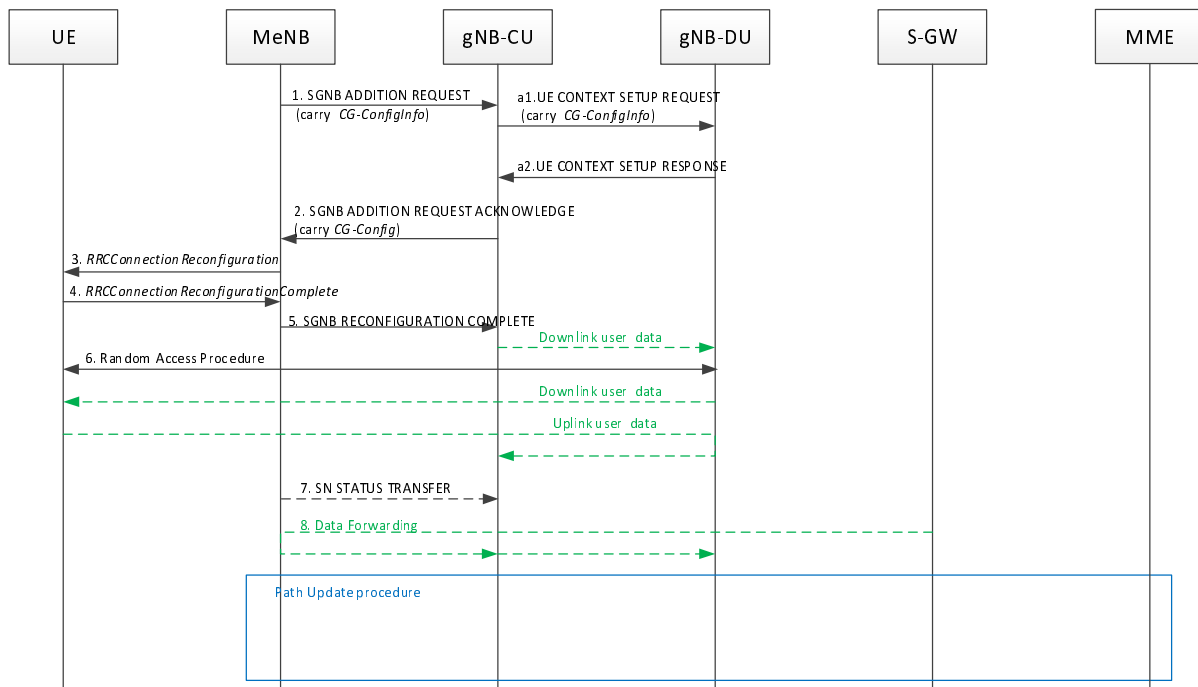 UE
MeNB
gNB-CU
gNB-DU
S-GW
MME
1. SGNB ADDITION REQUEST
(carry CG-ConfigInfo)
a1.UE CONTEXT SETUP REQUEST
(carry CG-ConfigInfo)
a2.UE CONTEXT SETUP RESPONSE
2. SGNB ADDITION REQUEST ACKNOWLEDGE
(carry CG-Config)
3. RRCConnectionReconfiguration
4. RRCConnectionReconfigurationComplete
5. SGNB RECONFIGURATION COMPLETE
Downlink user data
6. Random Access Procedure
Downlink user data
Uplink user data
7. SN STATUS TRANSFER
8. Data Forwarding
Path Update procedure